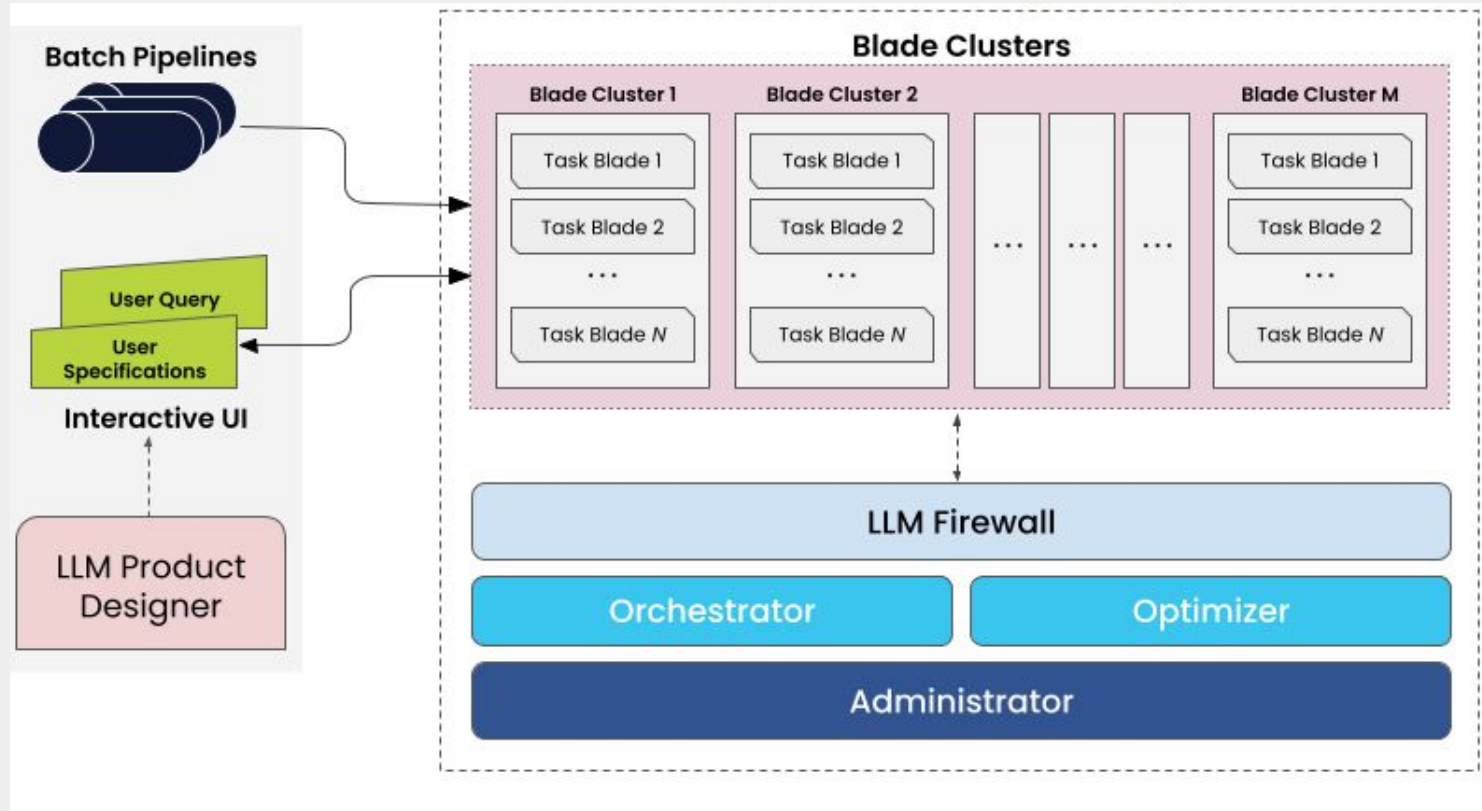 Batch Pipelines
User Query
User
Specifications
Interactive UI
LLM Product
Designer
Blade Clusters
Blade Cluster 1
Task Blade 1
Task Blade 2
...
Task Blade N
Blade Cluster 2
Task Blade 1
Task Blade 2
...
Task Blade N
...
...
...
Blade Cluster M
Task Blade 1
Task Blade 2
...
Task Blade N
LLM Firewall
Orchestrator
Optimizer
Administrator